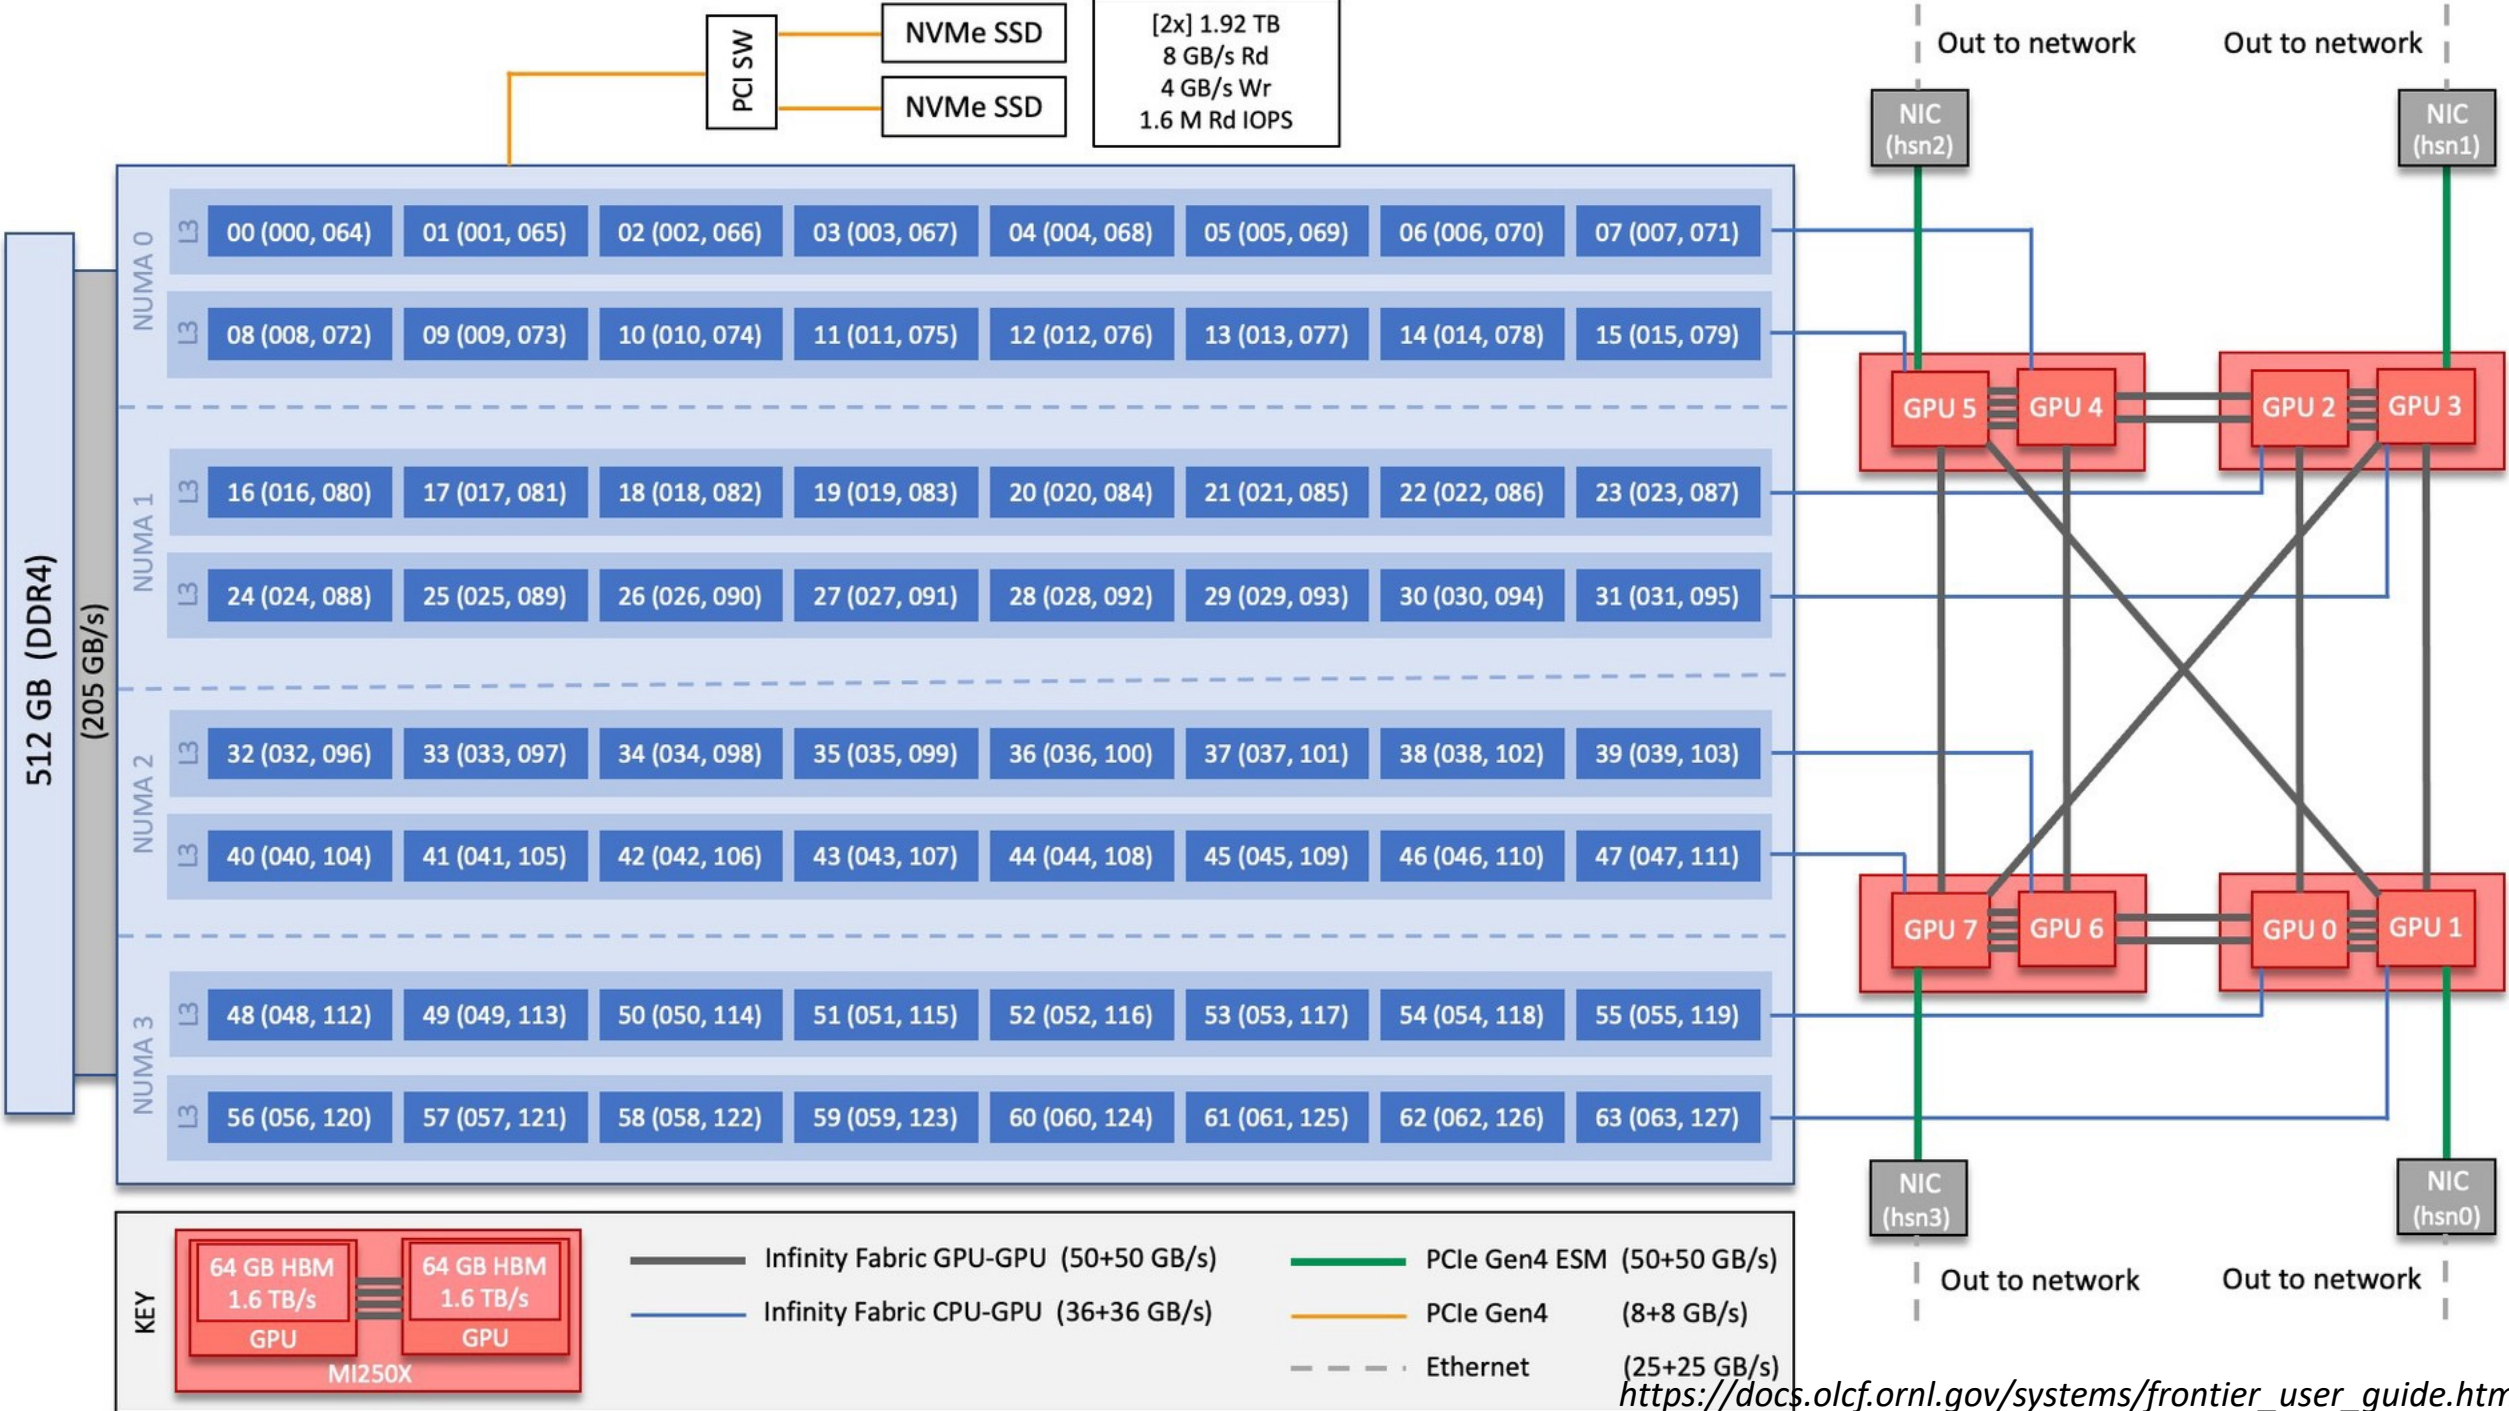 PCI SW
NVMe SSD
NVMe SSD
[2x] 1.92 TB
8 GB/s Rd
4 GB/s Wr
1.6 M Rd IOPS
Out to network
Out to network
NIC
(hsn2)
NIC
(hsn1)
512 GB (DDR4)
(205 GB/s)
NUMA 0
L3
00 (000, 064)
01 (001, 065)
02 (002, 066)
03 (003, 067)
04 (004, 068)
05 (005, 069)
06 (006, 070)
07 (007, 071)
L3
08 (008, 072)
09 (009, 073)
10 (010, 074)
11 (011, 075)
12 (012, 076)
13 (013, 077)
14 (014, 078)
15 (015, 079)
NUMA 1
L3
16 (016, 080)
17 (017, 081)
18 (018, 082)
19 (019, 083)
20 (020, 084)
21 (021, 085)
22 (022, 086)
23 (023, 087)
L3
24 (024, 088)
25 (025, 089)
26 (026, 090)
27 (027, 091)
28 (028, 092)
29 (029, 093)
30 (030, 094)
31 (031, 095)
NUMA 2
L3
32 (032, 096)
33 (033, 097)
34 (034, 098)
35 (035, 099)
36 (036, 100)
37 (037, 101)
38 (038, 102)
39 (039, 103)
L3
40 (040, 104)
41 (041, 105)
42 (042, 106)
43 (043, 107)
44 (044, 108)
45 (045, 109)
46 (046, 110)
47 (047, 111)
NUMA 3
L3
48 (048, 112)
49 (049, 113)
50 (050, 114)
51 (051, 115)
52 (052, 116)
53 (053, 117)
54 (054, 118)
55 (055, 119)
L3
56 (056, 120)
57 (057, 121)
58 (058, 122)
59 (059, 123)
60 (060, 124)
61 (061, 125)
62 (062, 126)
63 (063, 127)
GPU 5
GPU 4
GPU 2
GPU 3
GPU 7
GPU 6
GPU 0
GPU 1
NIC
(hsn3)
NIC
(hsn0)
Out to network
Out to network
KEY
64 GB HBM
1.6 TB/s
GPU
64 GB HBM
1.6 TB/s
GPU
MI250X
Infinity Fabric GPU-GPU (50+50 GB/s)
Infinity Fabric CPU-GPU (36+36 GB/s)
PCIe Gen4 ESM (50+50 GB/s)
PCIe Gen4 (8+8 GB/s)
Ethernet (25+25 GB/s)
https://docs.olcf.ornl.gov/systems/frontier_user_guide.htm